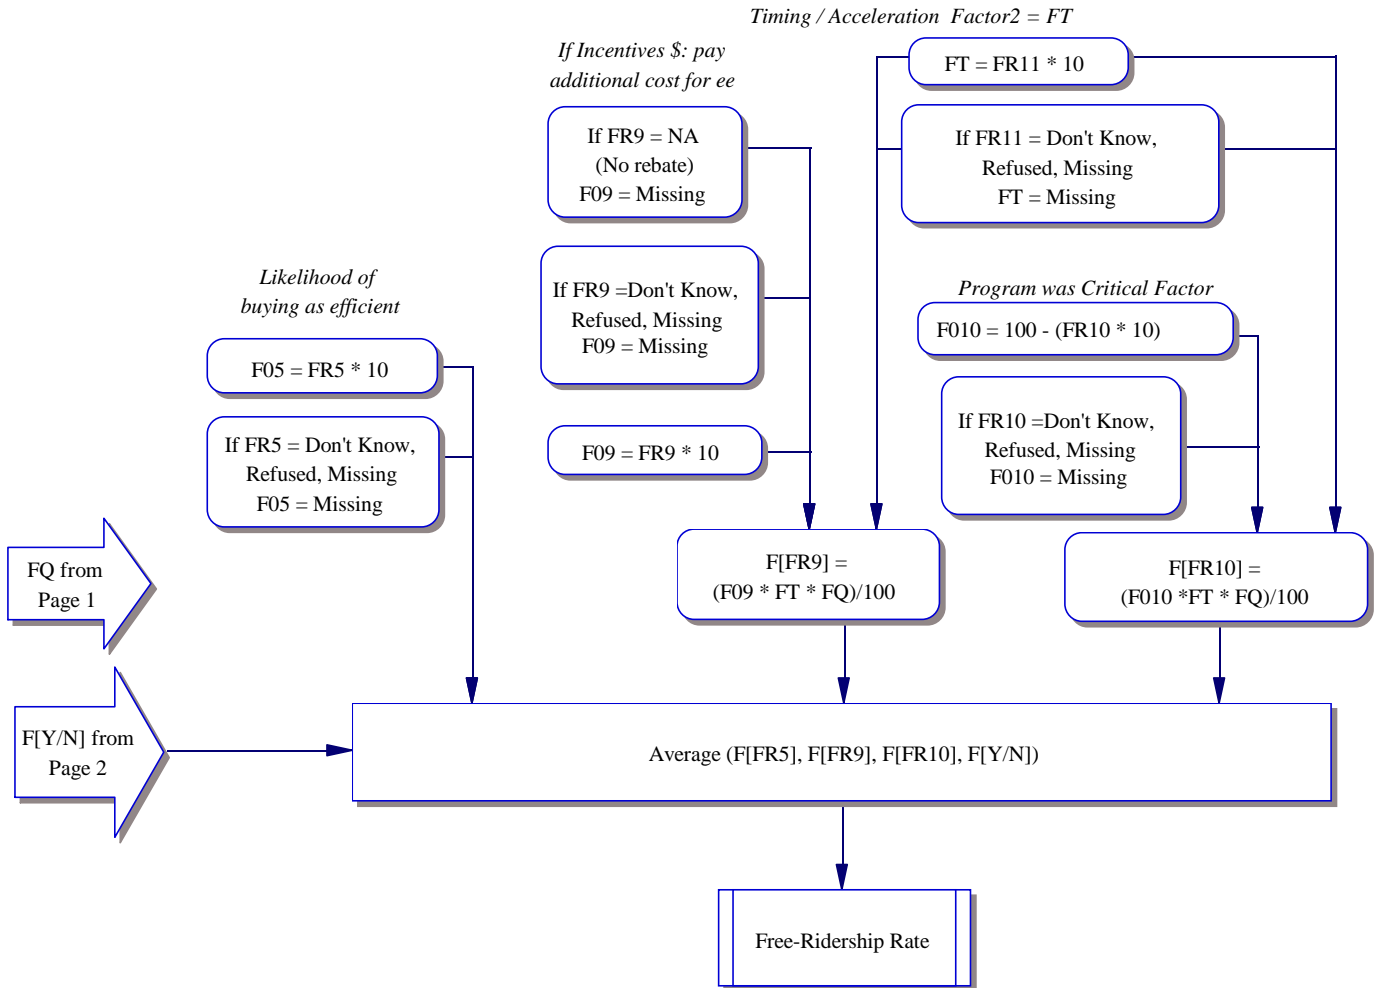 Timing / Acceleration Factor2 = FT
If Incentives $: pay
additional cost for ee
FT = FR11 * 10
If FR9 = NA
(No rebate)
F09 = Missing
If FR11 = Don't Know,
Refused, Missing
FT = Missing
Likelihood of
buying as efficient
If FR9 =Don't Know,
Refused, Missing
F09 = Missing
Program was Critical Factor
F010 = 100 - (FR10 * 10)
F05 = FR5 * 10
If FR10 =Don't Know,
Refused, Missing
F010 = Missing
If FR5 = Don't Know,
Refused, Missing
F05 = Missing
F09 = FR9 * 10
FQ from
Page 1
F[FR9] =
(F09 * FT * FQ)/100
F[FR10] =
(F010 *FT * FQ)/100
F[Y/N] from
Page 2
Average (F[FR5], F[FR9], F[FR10], F[Y/N])
Free-Ridership Rate